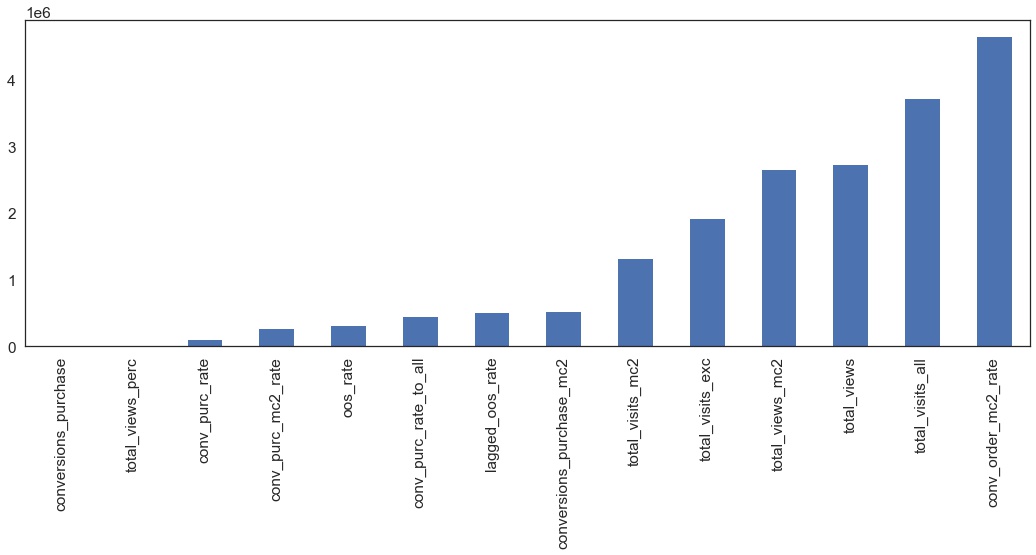 1e6
4
3
2
1
0
conversions_purchase
total_views_perc
conv_purc_rate
conv_purc_mc2_rate
oos_rate
conv_purc_rate_to_all
lagged_oos_rate
conversions_purchase_mc2
total_visits_mc2
total_visits_exc
total_views_mc2
total_views
total_visits_all
conv_order_mc2_rate